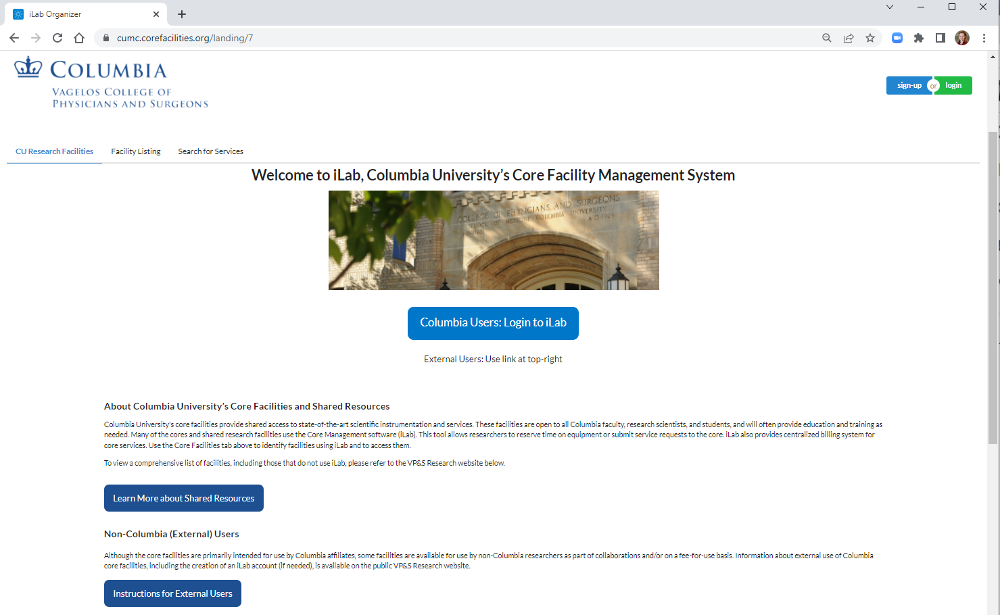 iLab Organizer
cumc.corefacilities.org/landing/7
COLUMBIA
VAGELOS COLLEGE OF
PHYSICIANS AND SURGEONS
sign-up or login
CU Research Facilities Facility Listing Search for Services
Welcome to iLab, Columbia University’s Core Facility Management System
COLLEGE OF PHYSICIANS AND SURGEONS
SCHOOL OF MEDICINE COLUMBIA UNIVERSITY
A D 1926
Columbia Users: Login to iLab
External Users: Use link at top-right
About Columbia University’s Core Facilities and Shared Resources
Columbia University's core facilities provide shared access to state-of-the-art scientific instrumentation and services. These facilities are open to all Columbia faculty, research scientists, and students, and will often provide education and training as
needed. Many of the cores and shared research facilities use the Core Management software (iLab). This tool allows researchers to reserve time on equipment or submit service requests to the core. iLab also provides centralized billing system for
core services. Use the Core Facilities tab above to identify facilities using iLab and to access them.
To view a comprehensive list of facilities, including those that do not use iLab, please refer to the VP&S Research website below.
Learn More about Shared Resources
Non-Columbia (External) Users
Although the core facilities are primarily intended for use by Columbia affiliates, some facilities are available for use by non-Columbia researchers as part of collaborations and/or on a fee-for-use basis. Information about external use of Columbia
core facilities, including the creation of an iLab account (if needed), is available on the public VP&S Research website.
Instructions for External Users